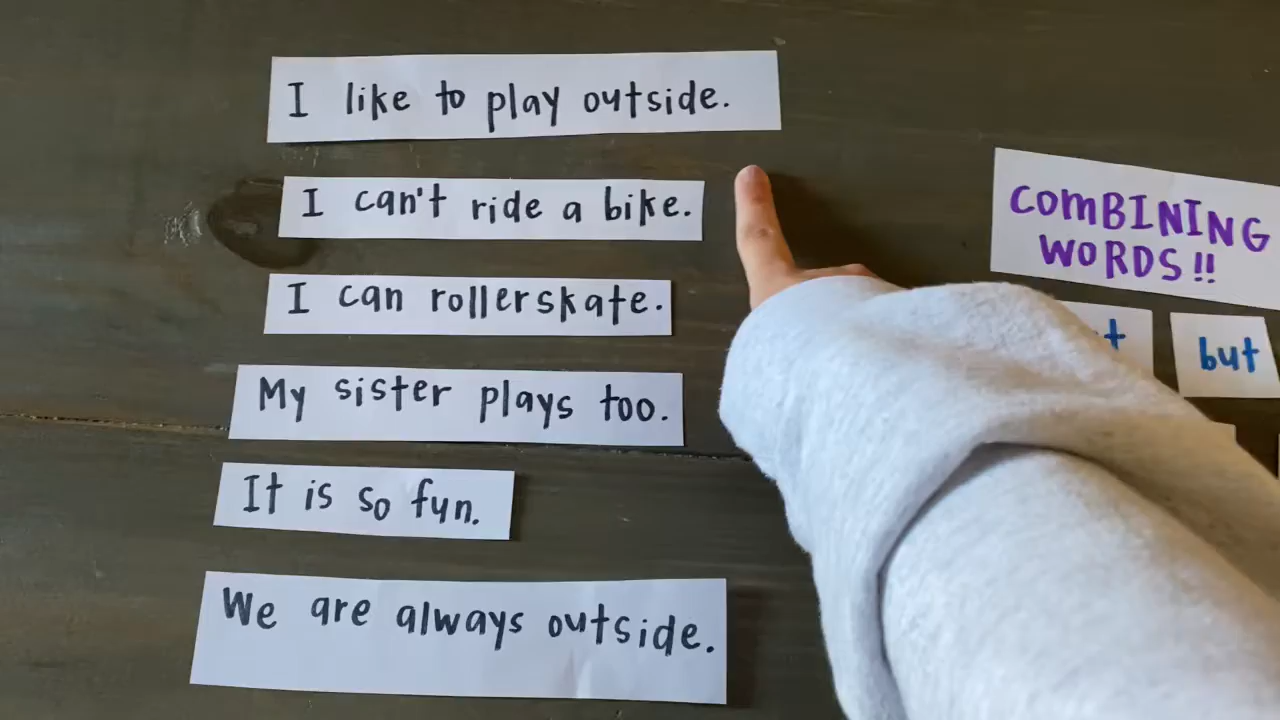 I like to play outside.
I can't ride a bike.
I can rollerskate.
My sister plays too.
It is so fun.
We are always outside.
COMBINING
WORDS!!
but